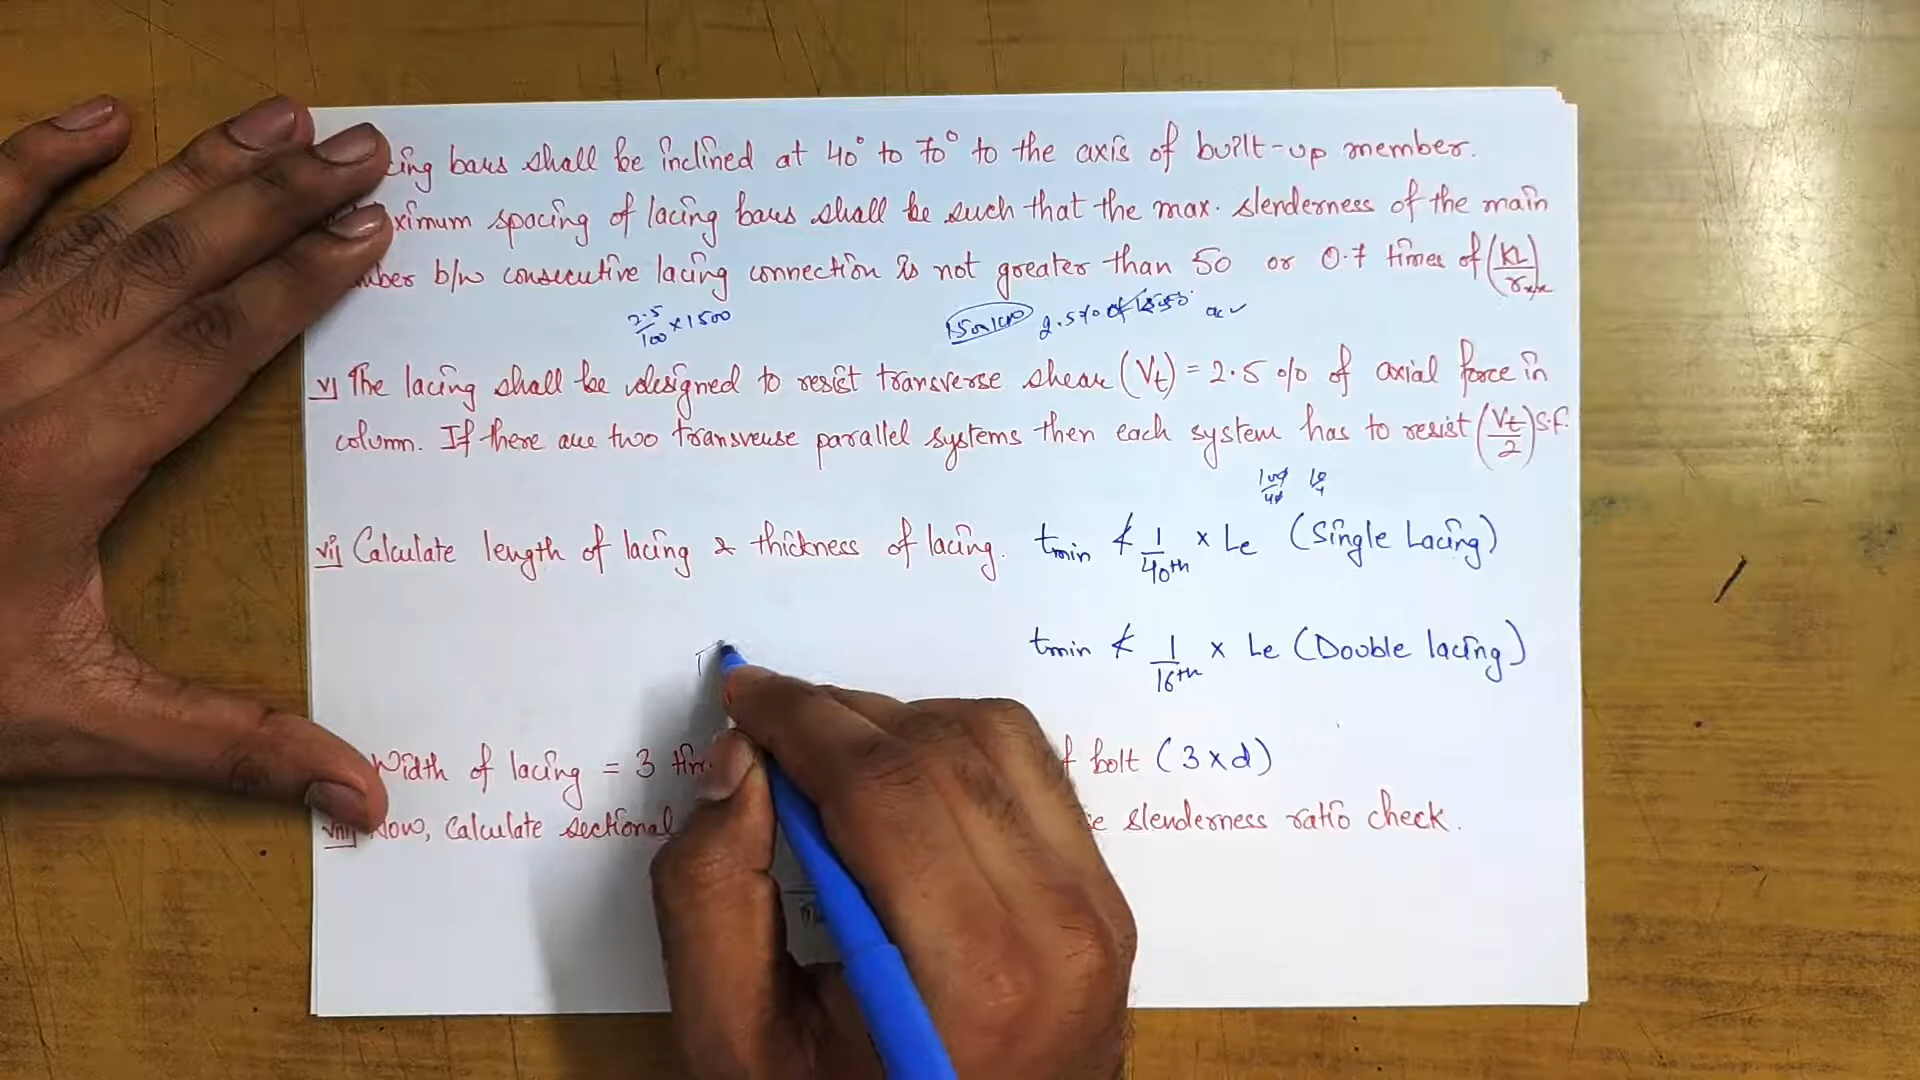 cing bars shall be inclined at 40° to 70° to the axis of built-up member.
ximum spacing of lacing bars shall be such that the max. slenderness of the main
mber b/w consecutive lacing connection is not greater than 50 or 0.7 times of (KL/rxx)
2.5/100 × 1500 2.5% of
v) The lacing shall be designed to resist transverse shear (Vt) = 2.5 % of axial force in
column. If there are two transverse parallel systems then each system has to resist (Vt/2) S.F.
vi) Calculate length of lacing & thickness of lacing. tmin ≮ 1/40th × Le (Single Lacing)
tmin ≮ 1/16th × Le (Double lacing)
Width of lacing = 3 bolt (3×d)
viii) Now, Calculate sectional slenderness ratio check.